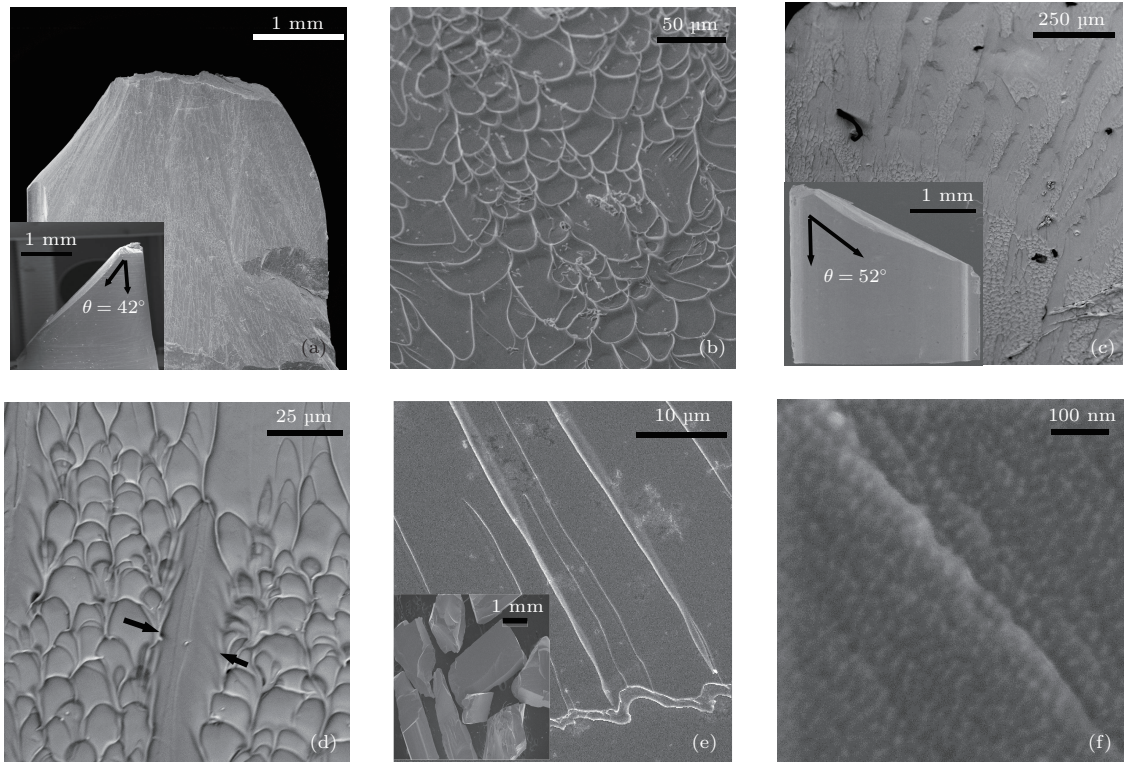 1 mm
50 µm
250 µm
1 mm
1 mm
θ = 42°
θ = 52°
(a)
(b)
(c)
25 µm
10 µm
100 nm
1 mm
(d)
(e)
(f)